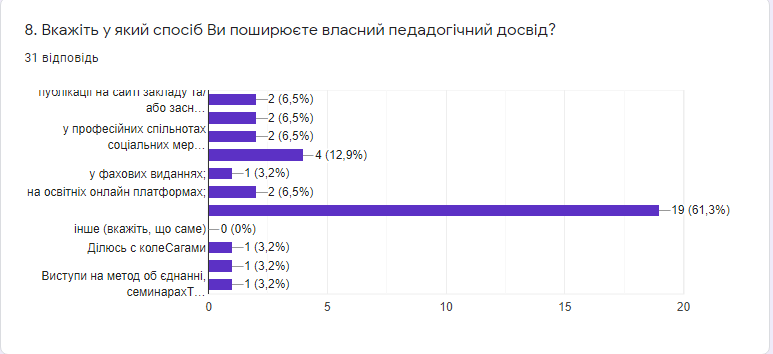 8. Вкажіть у який спосіб Ви поширюєте власний педагогічний досвід?
31 відповідь
публікації на сайті закладу та/
або засн…
2 (6,5%)
2 (6,5%)
у професійних спільнотах
соціальних мер…
2 (6,5%)
4 (12,9%)
у фахових виданнях;
1 (3,2%)
на освітніх онлайн платформах;
2 (6,5%)
19 (61,3%)
інше (вкажіть, що саме)
0 (0%)
Ділюсь с колеСагами
1 (3,2%)
1 (3,2%)
Виступи на метод об єднанні,
семинарахТ…
1 (3,2%)
0 5 10 15 20